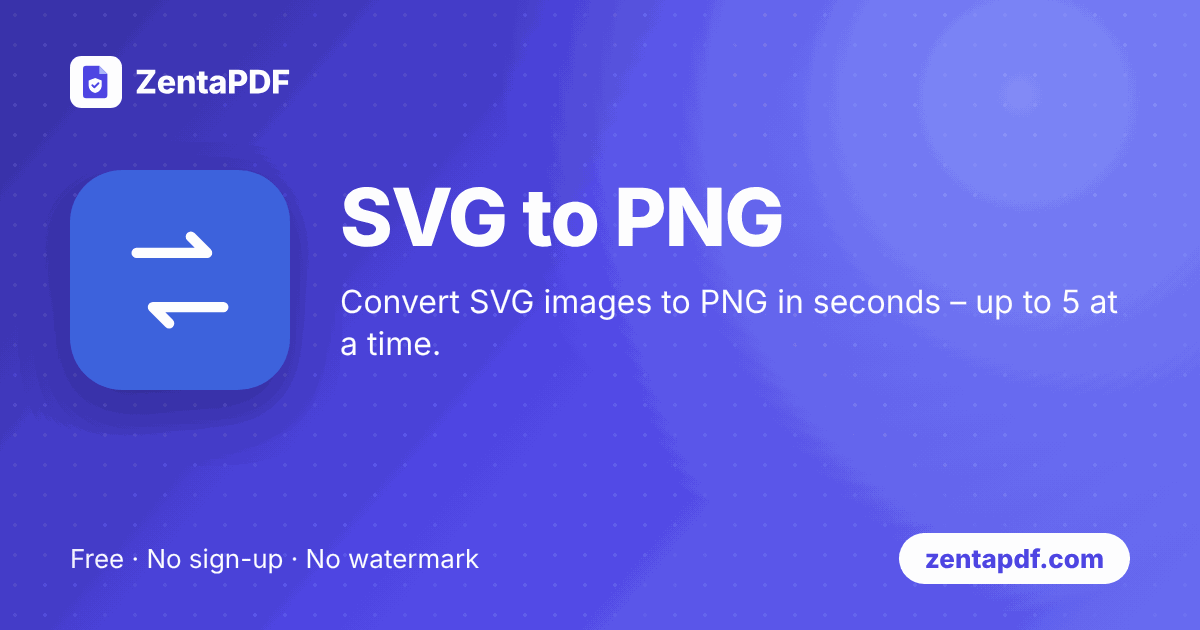 ZentaPDF
SVG to PNG
Convert SVG images to PNG in seconds – up to 5 at
a time.
Free · No sign-up · No watermark
zentapdf.com